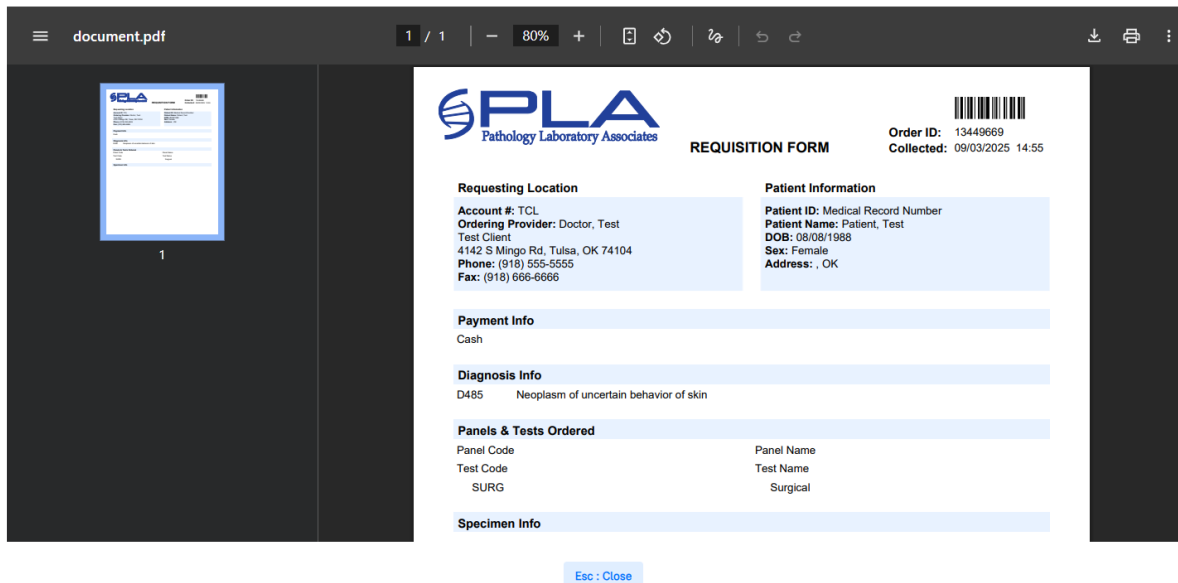 document.pdf
1 / 1
80%
1
PLA
Pathology Laboratory Associates
REQUISITION FORM
Order ID: 13449669
Collected: 09/03/2025 14:55
Requesting Location
Account #: TCL
Ordering Provider: Doctor, Test
Test Client
4142 S Mingo Rd, Tulsa, OK 74104
Phone: (918) 555-5555
Fax: (918) 666-6666
Patient Information
Patient ID: Medical Record Number
Patient Name: Patient, Test
DOB: 08/08/1988
Sex: Female
Address: , OK
Payment Info
Cash
Diagnosis Info
D485 Neoplasm of uncertain behavior of skin
Panels & Tests Ordered
Panel Code Panel Name
Test Code Test Name
SURG Surgical
Specimen Info
Esc : Close